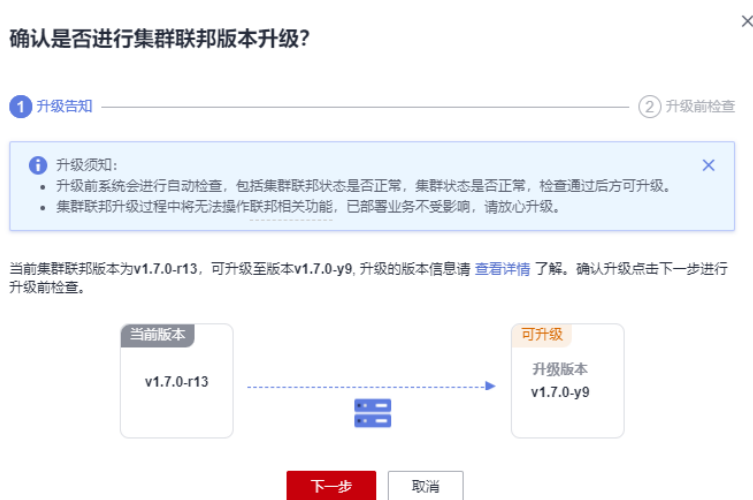 确认是否进行集群联邦版本升级?
1 升级告知
2 升级前检查
升级须知：
• 升级前系统会进行自动检查，包括集群联邦状态是否正常，集群状态是否正常，检查通过后方可升级。
• 集群联邦升级过程中将无法操作联邦相关功能，已部署业务不受影响，请放心升级。
当前集群联邦版本为v1.7.0-r13，可升级至版本v1.7.0-y9, 升级的版本信息请 查看详情 了解。确认升级点击下一步进行
升级前检查。
当前版本
可升级
v1.7.0-r13
升级版本
v1.7.0-y9
下一步
取消